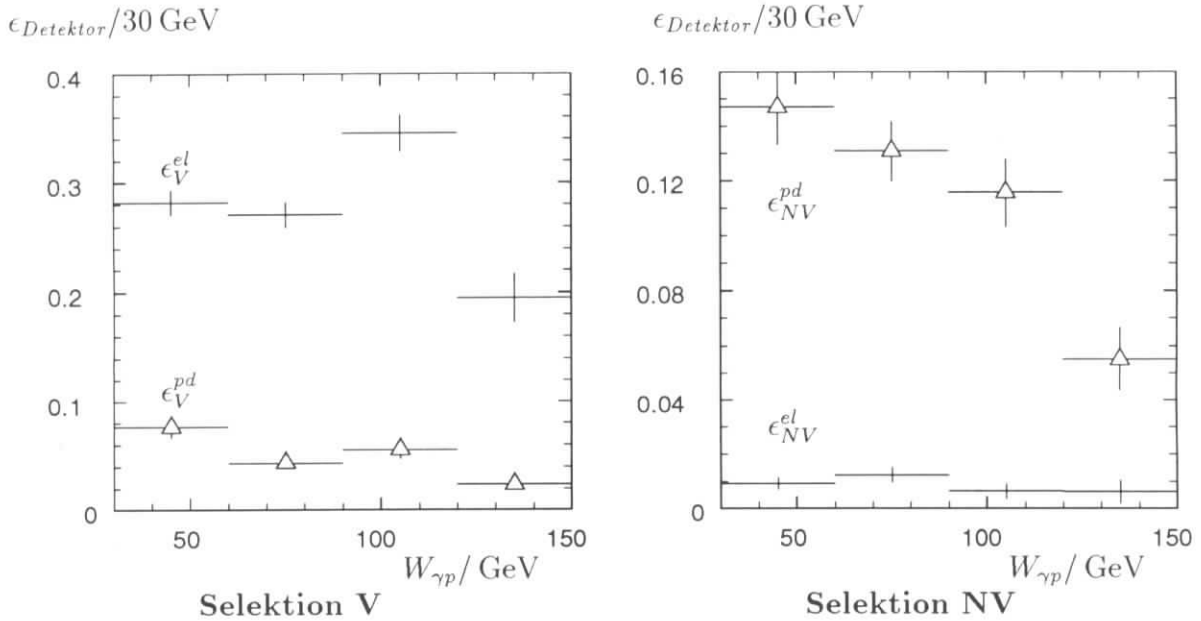 ϵ_Detektor/30 GeV
0.4
0.3
0.2
0.1
0
ϵ_V^el
ϵ_V^pd
50 100 150
W_γp/ GeV
Selektion V
ϵ_Detektor/30 GeV
0.16
0.12
0.08
0.04
0
ϵ_NV^pd
ϵ_NV^el
50 100 150
W_γp/ GeV
Selektion NV